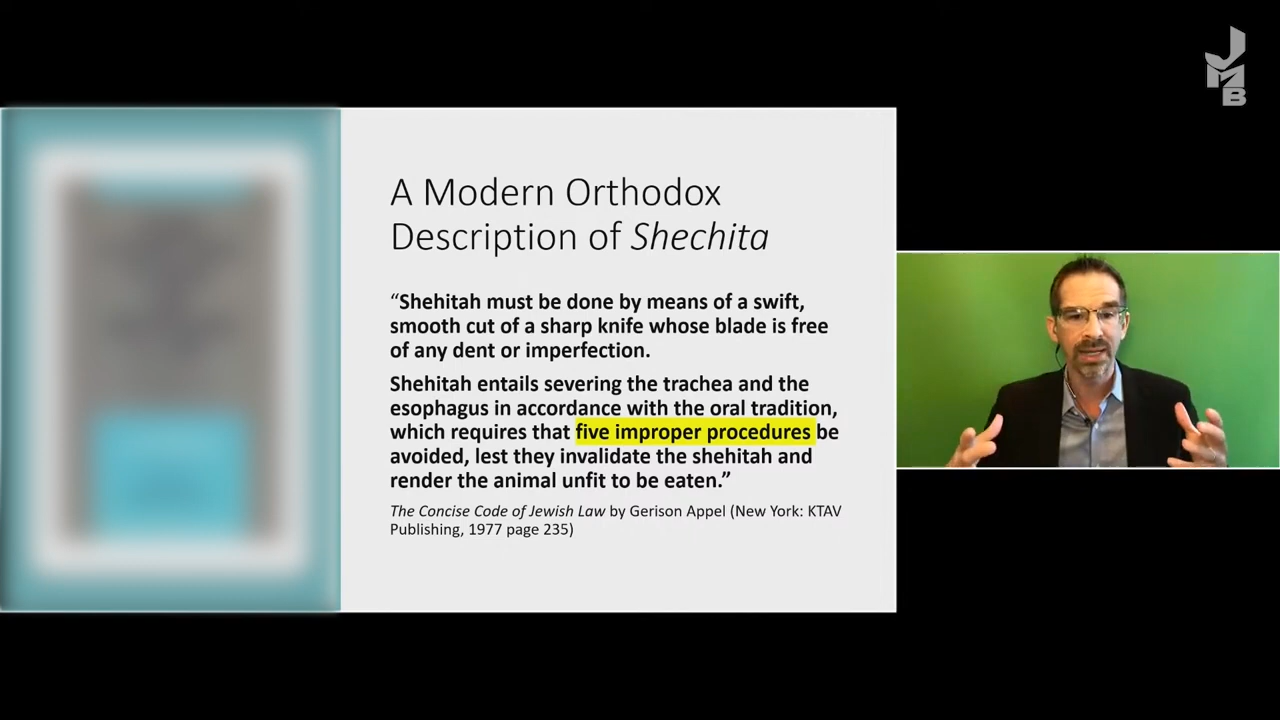 JMB
A Modern Orthodox
Description of Shechita
“Shehitah must be done by means of a swift,
smooth cut of a sharp knife whose blade is free
of any dent or imperfection.
Shehitah entails severing the trachea and the
esophagus in accordance with the oral tradition,
which requires that five improper procedures be
avoided, lest they invalidate the shehitah and
render the animal unfit to be eaten.”
The Concise Code of Jewish Law by Gerison Appel (New York: KTAV
Publishing, 1977 page 235)